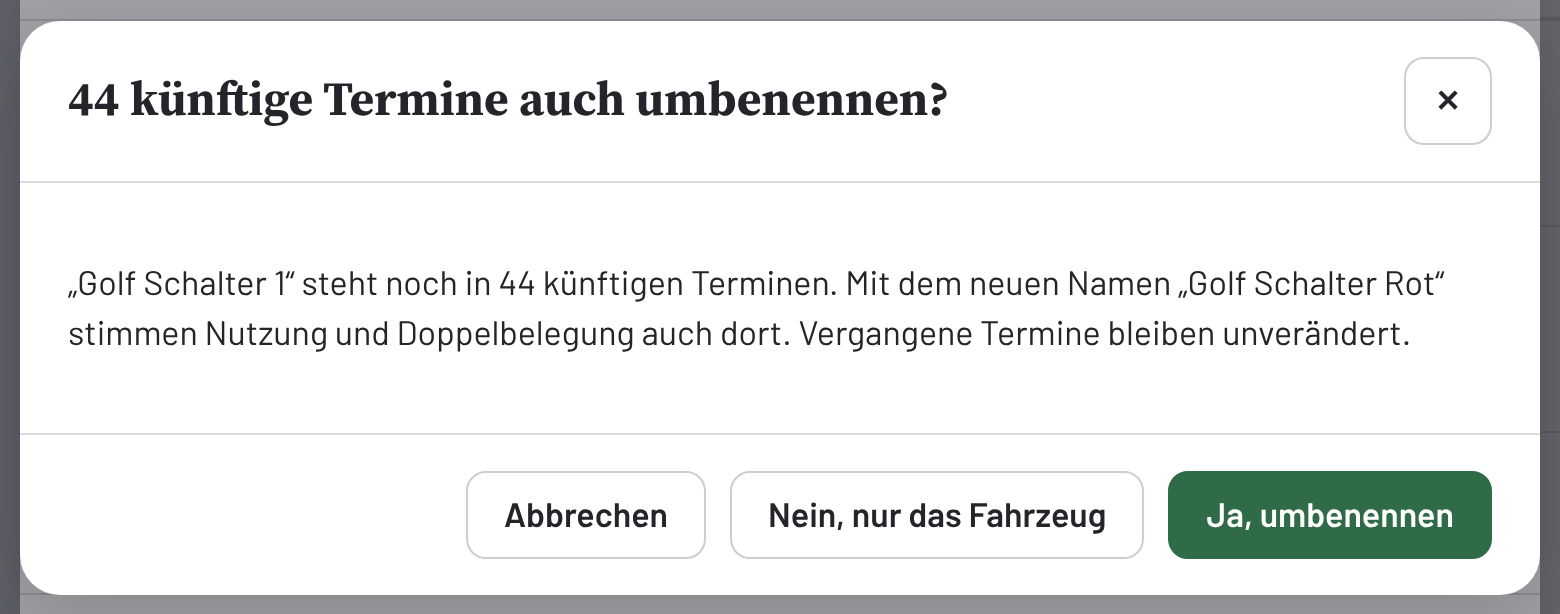 44 künftige Termine auch umbenennen?
×
„Golf Schalter 1“ steht noch in 44 künftigen Terminen. Mit dem neuen Namen „Golf Schalter Rot“
stimmen Nutzung und Doppelbelegung auch dort. Vergangene Termine bleiben unverändert.
Abbrechen
Nein, nur das Fahrzeug
Ja, umbenennen